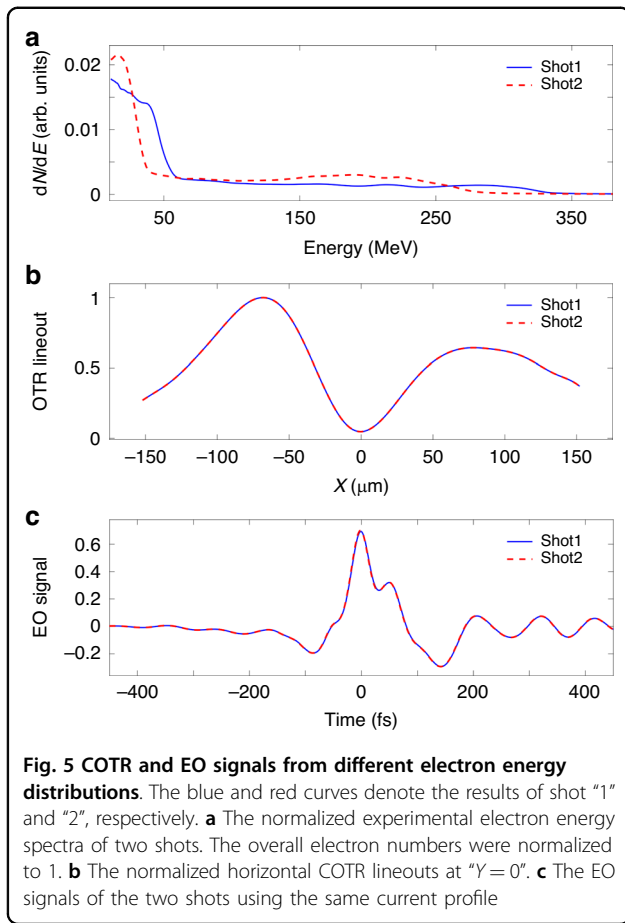 a
0.02
0.01
0
dN/dE (arb. units)
Shot1
Shot2
50
150
250
350
Energy (MeV)
b
1
0.5
0
OTR lineout
Shot1
Shot2
−150
−100
−50
0
50
100
150
X (μm)
c
0.6
0.4
0.2
0
−0.2
EO signal
Shot1
Shot2
−400
−200
0
200
400
Time (fs)
Fig. 5 COTR and EO signals from different electron energy
distributions. The blue and red curves denote the results of shot “1”
and “2”, respectively. a The normalized experimental electron energy
spectra of two shots. The overall electron numbers were normalized
to 1. b The normalized horizontal COTR lineouts at “Y = 0”. c The EO
signals of the two shots using the same current profile